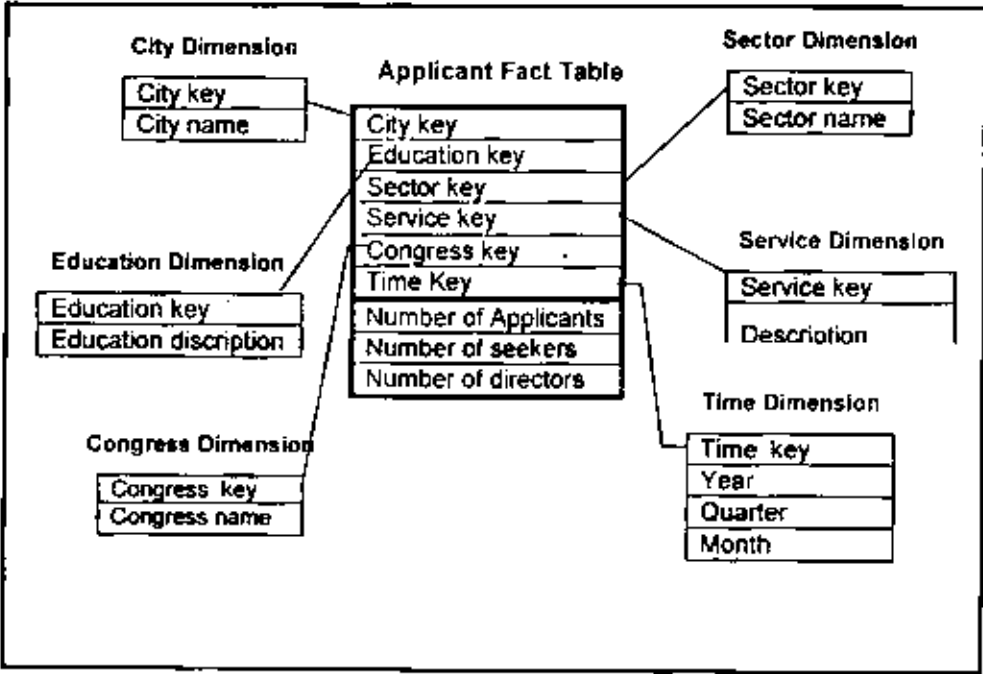 City Dimension
City key
City name
Applicant Fact Table
City key
Education key
Sector key
Service key
Congress key
Time Key
Number of Applicants
Number of seekers
Number of directors
Sector Dimension
Sector key
Sector name
Education Dimension
Education key
Education discription
Service Dimension
Service key
Description
Congress Dimension
Congress key
Congress name
Time Dimension
Time key
Year
Quarter
Month